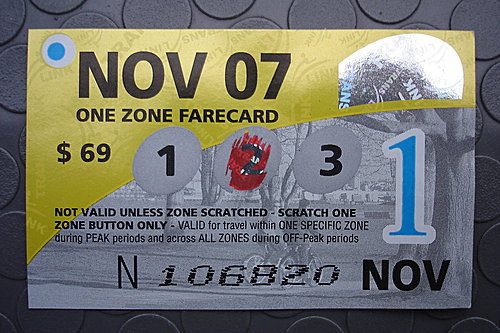 NOV 07
ONE ZONE FARECARD
$ 69
1 2 3
1
NOT VALID UNLESS ZONE SCRATCHED - SCRATCH ONE
ZONE BUTTON ONLY - VALID for travel within ONE SPECIFIC ZONE
during PEAK periods and across ALL ZONES during OFF-Peak periods
N 106820 NOV